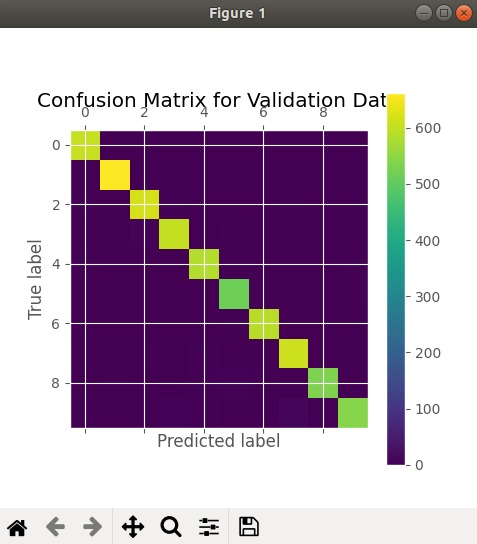 Figure 1
Confusion Matrix for Validation Dat
0 2 4 6 8
0
2
4
6
8
True label
Predicted label
600
500
400
300
200
100
0